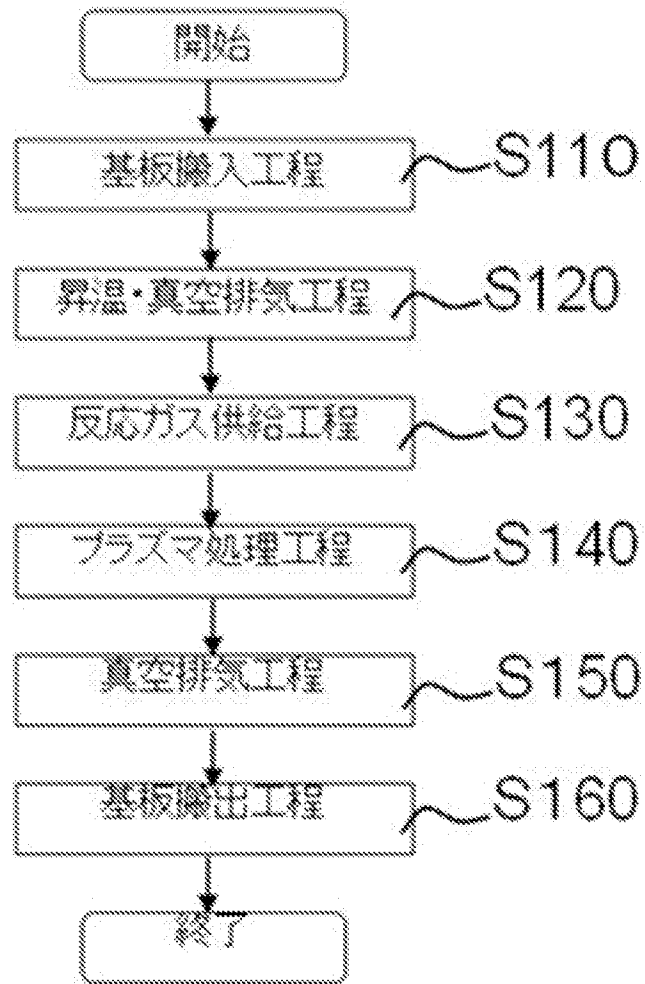 開始
基板搬入工程 S110
昇温・真空排気工程 S120
反応ガス供給工程 S130
プラズマ処理工程 S140
真空排気工程 S150
基板搬出工程 S160
終了